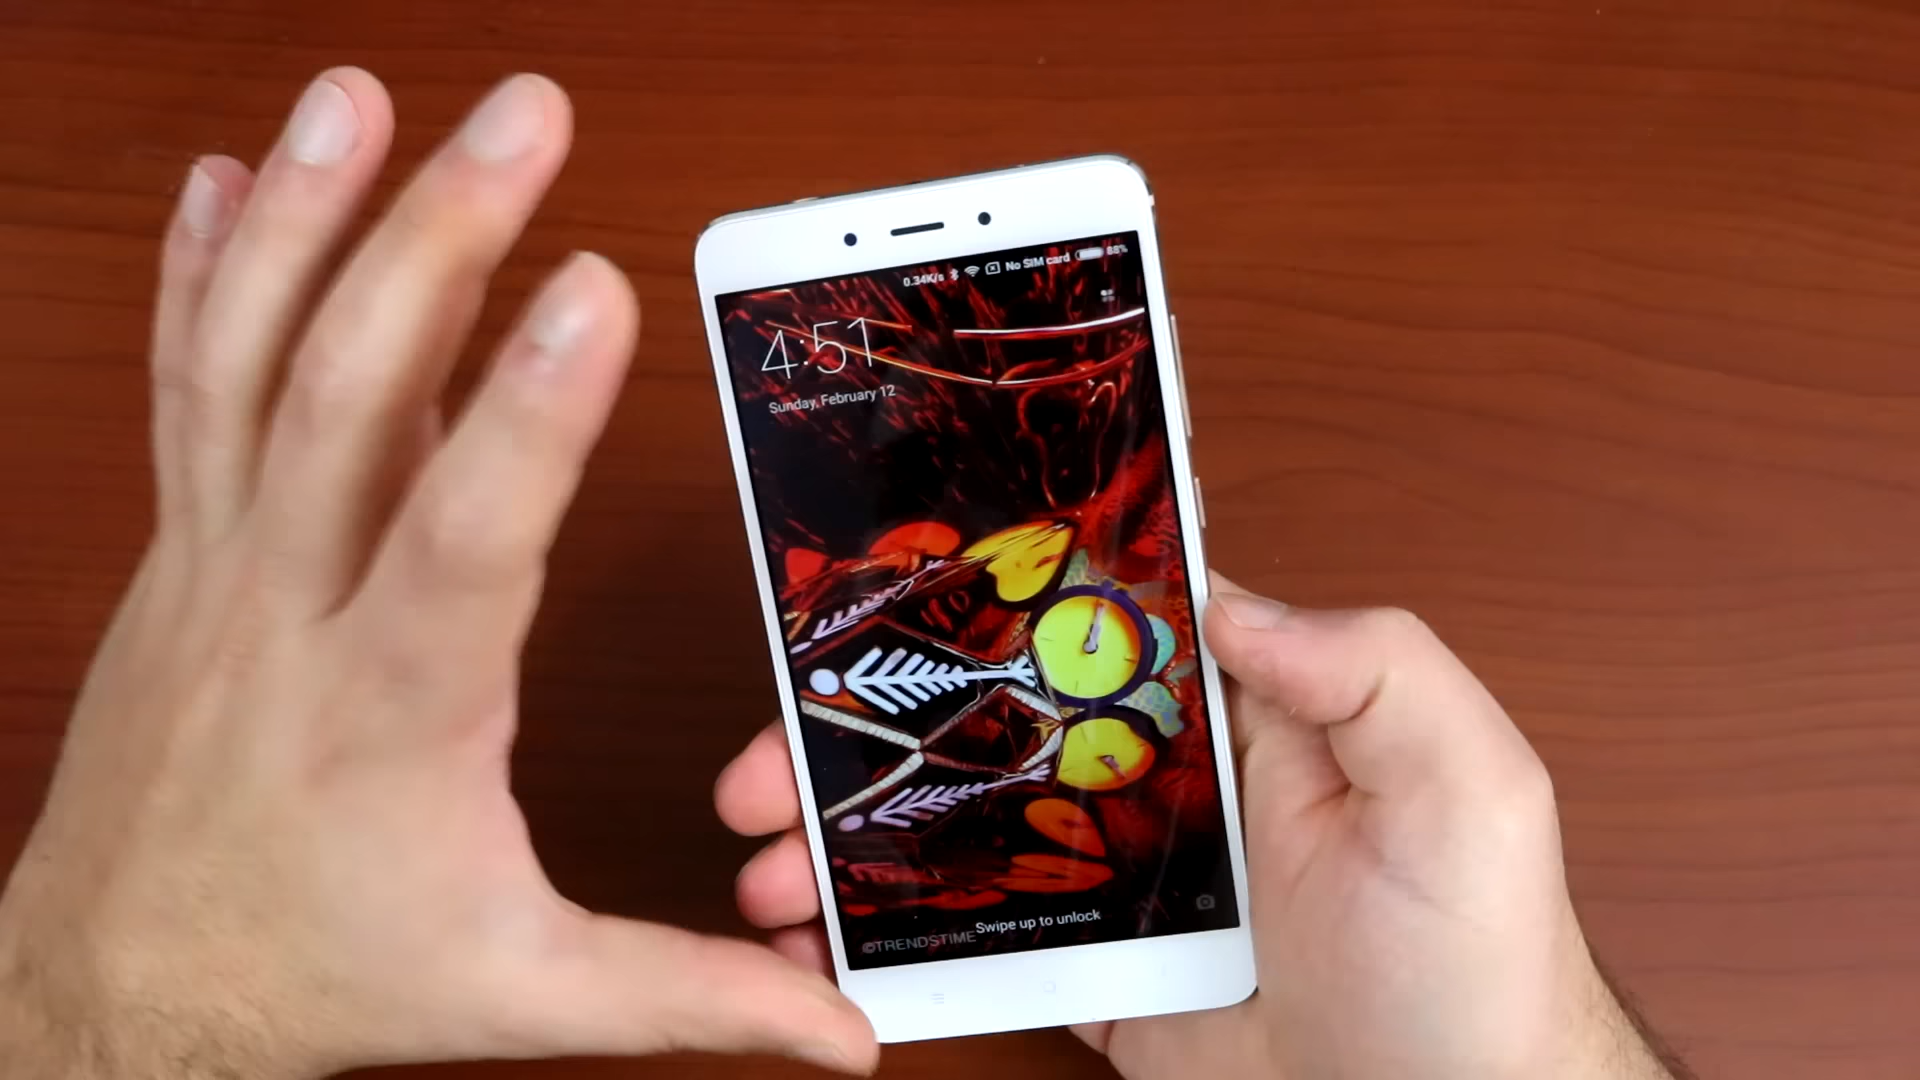 0.34K/s No SIM card 88%
4:51
Sunday, February 12
Swipe up to unlock
©TRENDSTIME